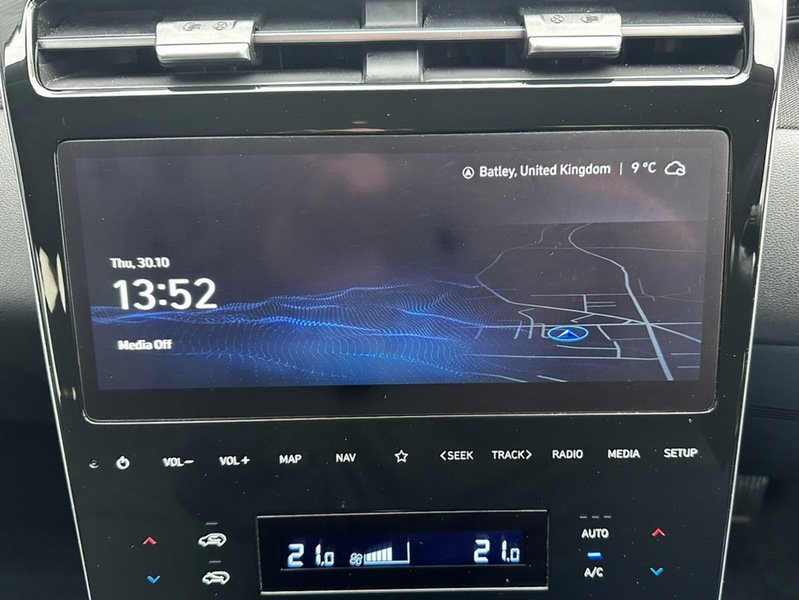 Batley, United Kingdom | 9 °C
Thu, 30.10
13:52
Media Off
VOL− VOL+ MAP NAV <SEEK TRACK> RADIO MEDIA SETUP
AUTO
21.0 21.0
A/C